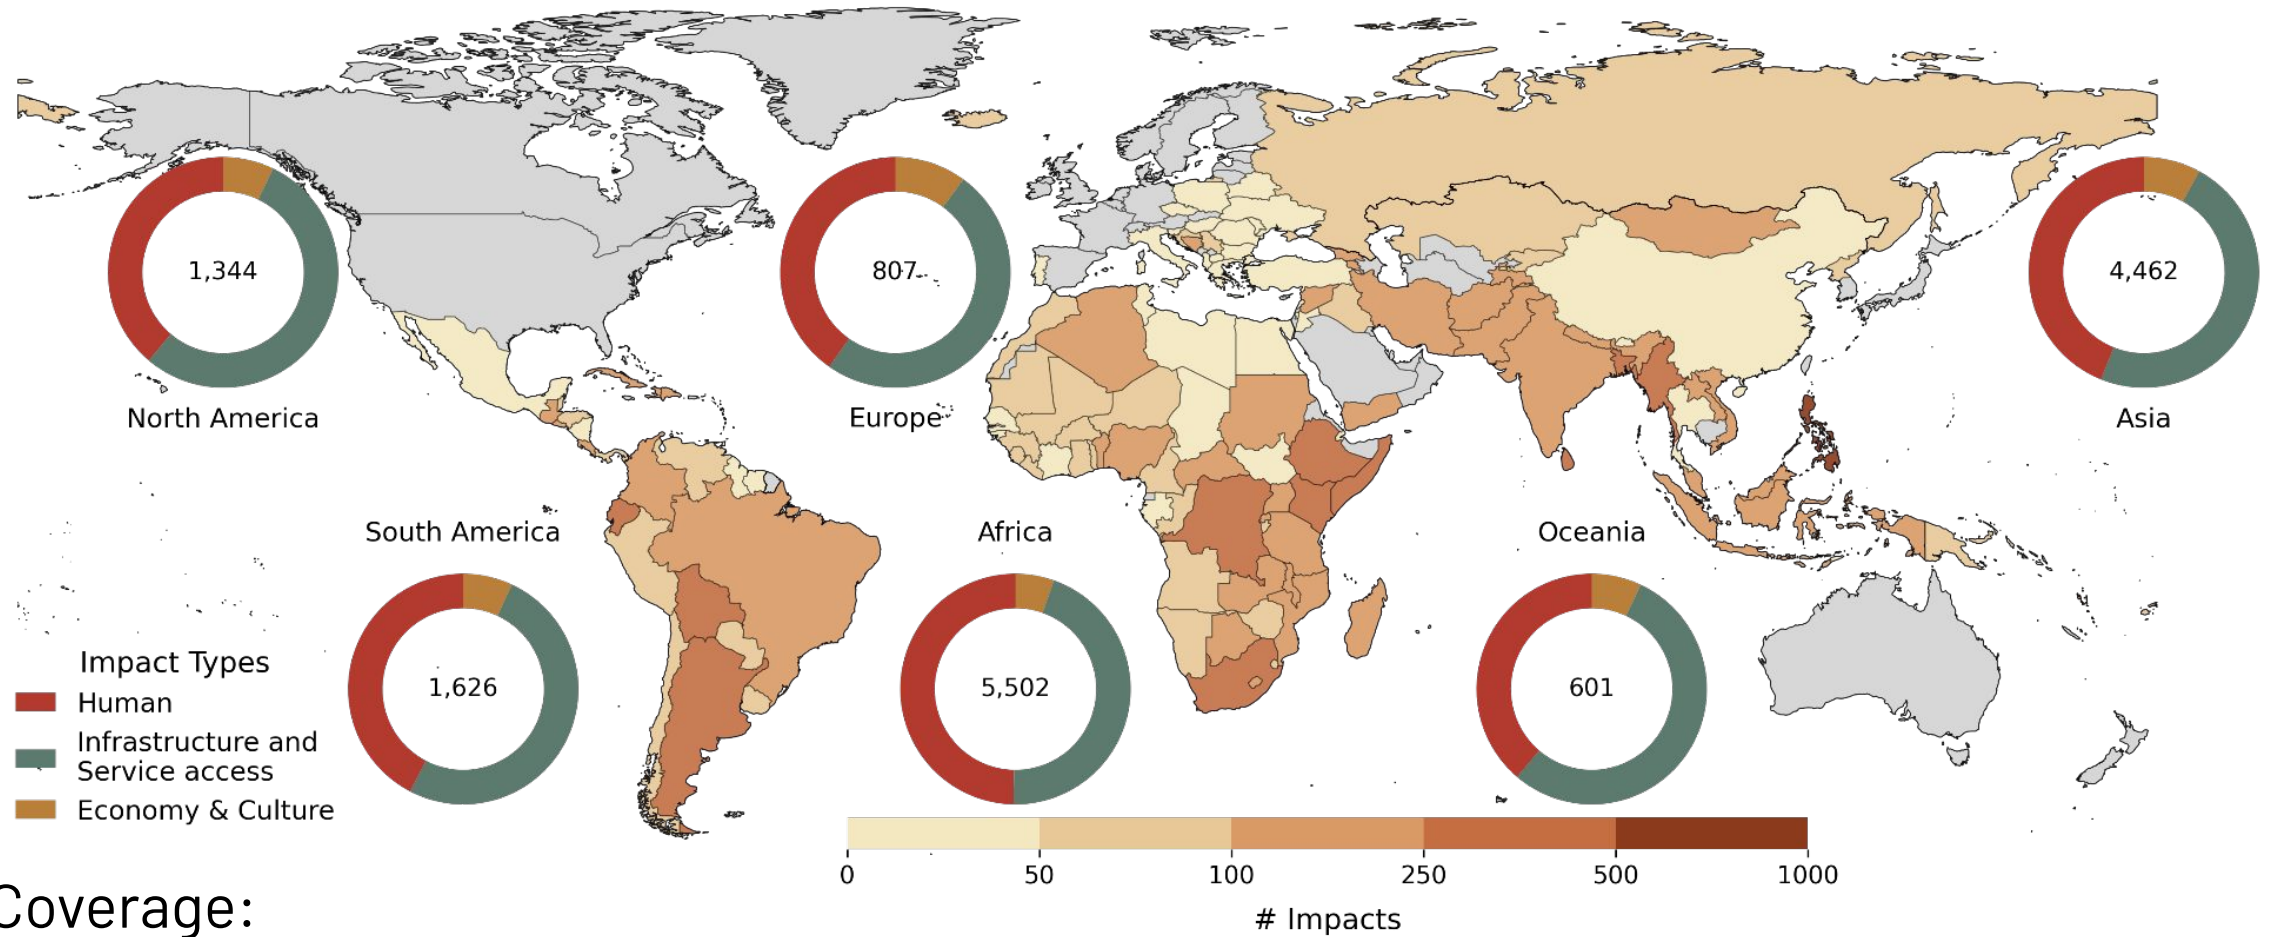 1,344
North America
807
Europe
4,462
Asia
South America
1,626
Africa
5,502
Oceania
601
Impact Types
Human
Infrastructure and
Service access
Economy & Culture
0 50 100 250 500 1000
# Impacts
Coverage: